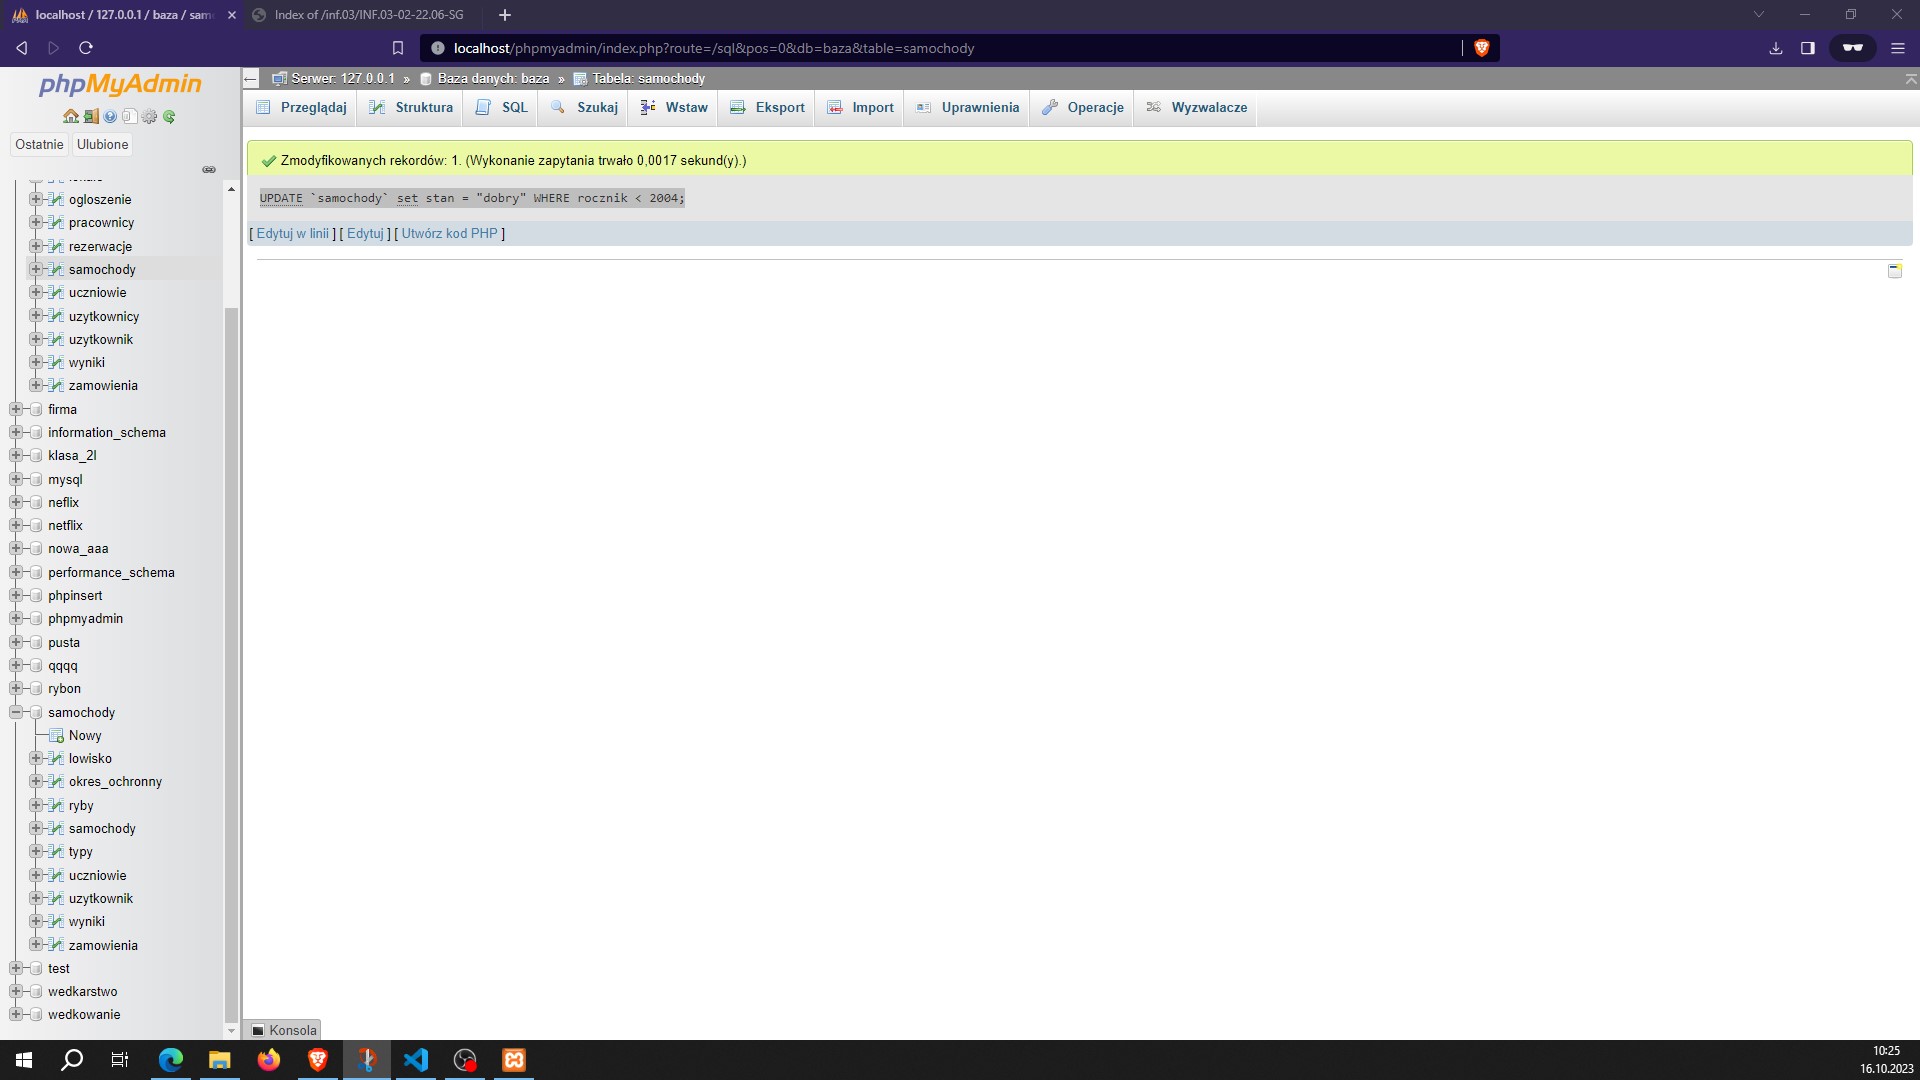 localhost / 127.0.0.1 / baza / sam
Index of /inf.03/INF.03-02-22.06-SG
localhost/phpmyadmin/index.php?route=/sql&pos=0&db=baza&table=samochody
phpMyAdmin
Serwer: 127.0.0.1 » Baza danych: baza » Tabela: samochody
Przeglądaj Struktura SQL Szukaj Wstaw Eksport Import Uprawnienia Operacje Wyzwalacze
Ostatnie Ulubione
Zmodyfikowanych rekordów: 1. (Wykonanie zapytania trwało 0,0017 sekund(y).)
UPDATE `samochody` set stan = "dobry" WHERE rocznik < 2004;
[ Edytuj w linii ] [ Edytuj ] [ Utwórz kod PHP ]
ogloszenie
pracownicy
rezerwacje
samochody
uczniowie
uzytkownicy
uzytkownik
wyniki
zamowienia
firma
information_schema
klasa_2l
mysql
neflix
netflix
nowa_aaa
performance_schema
phpinsert
phpmyadmin
pusta
qqqq
rybon
samochody
Nowy
lowisko
okres_ochronny
ryby
samochody
typy
uczniowie
uzytkownik
wyniki
zamowienia
test
wedkarstwo
wedkowanie
Konsola
10:25
16.10.2023